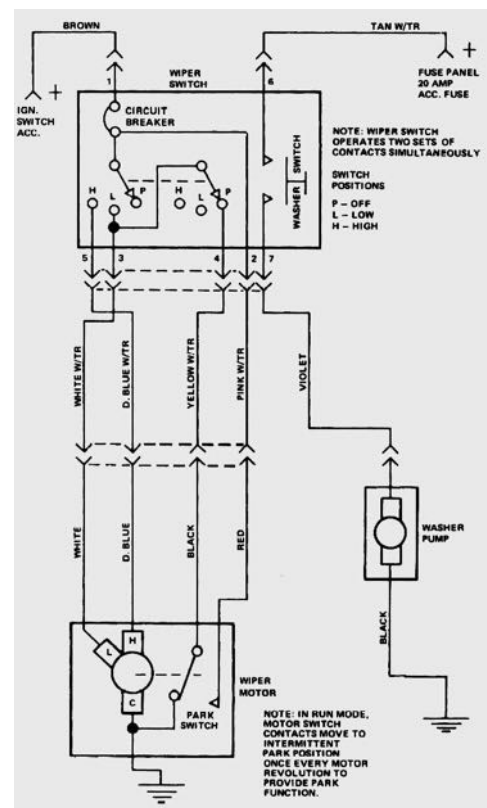 BROWN
TAN W/TR
+
+
IGN.
SWITCH
ACC.
FUSE PANEL
20 AMP
ACC. FUSE
1
WIPER
SWITCH
6
CIRCUIT
BREAKER
NOTE: WIPER SWITCH
OPERATES TWO SETS OF
CONTACTS SIMULTANEOUSLY
SWITCH
POSITIONS
P – OFF
L – LOW
H – HIGH
H
L
P
H
L
P
WASHER SWITCH
5
3
4
2
7
WHITE W/TR
D. BLUE W/TR
YELLOW W/TR
PINK W/TR
VIOLET
WHITE
D. BLUE
BLACK
RED
WASHER
PUMP
BLACK
L
H
C
PARK
SWITCH
WIPER
MOTOR
NOTE: IN RUN MODE,
MOTOR SWITCH
CONTACTS MOVE TO
INTERMITTENT
PARK POSITION
ONCE EVERY MOTOR
REVOLUTION TO
PROVIDE PARK
FUNCTION.